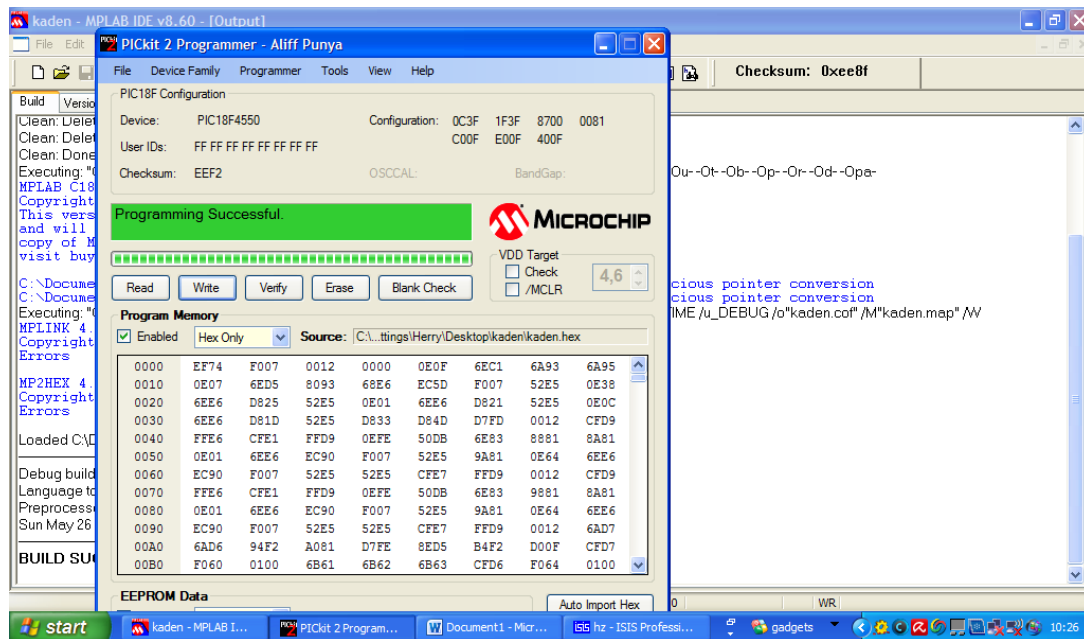 kaden - MPLAB IDE v8.60 - [Output]
File Edit
Checksum: 0xee8f
Build Versio
Clean: Delet
Clean: Delet
Clean: Done
Executing: "(
MPLAB C18
Copyright
This vers
and will
copy of M
visit buy
C:\Docume
C:\Docume
Executing: "(
MPLINK 4.
Copyright
Errors
MP2HEX 4.
Copyright
Errors
Loaded C:\D
Debug build
Language to
Preprocess
Sun May 26
BUILD SU
-Ou--Ot--Ob--Op--Or--Od--Opa-
cious pointer conversion
cious pointer conversion
IME /u_DEBUG /o"kaden.cof" /M"kaden.map" /W
WR
PICkit 2 Programmer - Aliff Punya
File Device Family Programmer Tools View Help
PIC18F Configuration
Device: PIC18F4550 Configuration: 0C3F 1F3F 8700 0081
C00F E00F 400F
User IDs: FF FF FF FF FF FF FF FF
Checksum: EEF2 OSCCAL: BandGap:
Programming Successful.
MICROCHIP
VDD Target
Check
/MCLR
4,6
Read Write Verify Erase Blank Check
Program Memory
Enabled Hex Only Source: C:\...ttings\Herry\Desktop\kaden\kaden.hex
0000 EF74 F007 0012 0000 0E0F 6EC1 6A93 6A95
0010 0E07 6ED5 8093 68E6 EC5D F007 52E5 0E38
0020 6EE6 D825 52E5 0E01 6EE6 D821 52E5 0E0C
0030 6EE6 D81D 52E5 D833 D84D D7FD 0012 CFD9
0040 FFE6 CFE1 FFD9 0EFE 50DB 6E83 8881 8A81
0050 0E01 6EE6 EC90 F007 52E5 9A81 0E64 6EE6
0060 EC90 F007 52E5 52E5 CFE7 FFD9 0012 CFD9
0070 FFE6 CFE1 FFD9 0EFE 50DB 6E83 9881 8A81
0080 0E01 6EE6 EC90 F007 52E5 9A81 0E64 6EE6
0090 EC90 F007 52E5 52E5 CFE7 FFD9 0012 6AD7
00A0 6AD6 94F2 A081 D7FE 8ED5 B4F2 D00F CFD7
00B0 F060 0100 6B61 6B62 6B63 CFD6 F064 0100
EEPROM Data
Auto Import Hex
start kaden - MPLAB I... PICkit 2 Program... Document1 - Micr... hz - ISIS Professi... gadgets 10:26